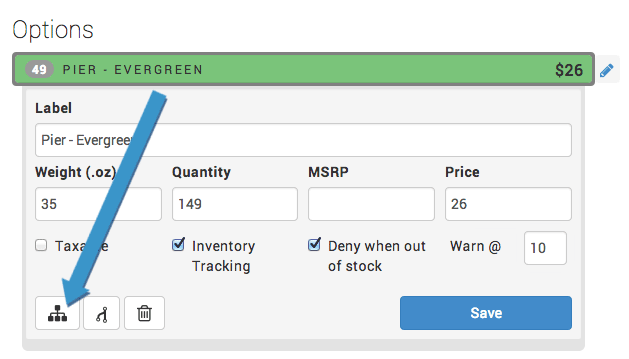 Options
49 PIER - EVERGREEN $26
Label
Pier - Evergreen
Weight (.oz) Quantity MSRP Price
35 149 26
Taxable Inventory Tracking Deny when out of stock Warn @ 10
Save